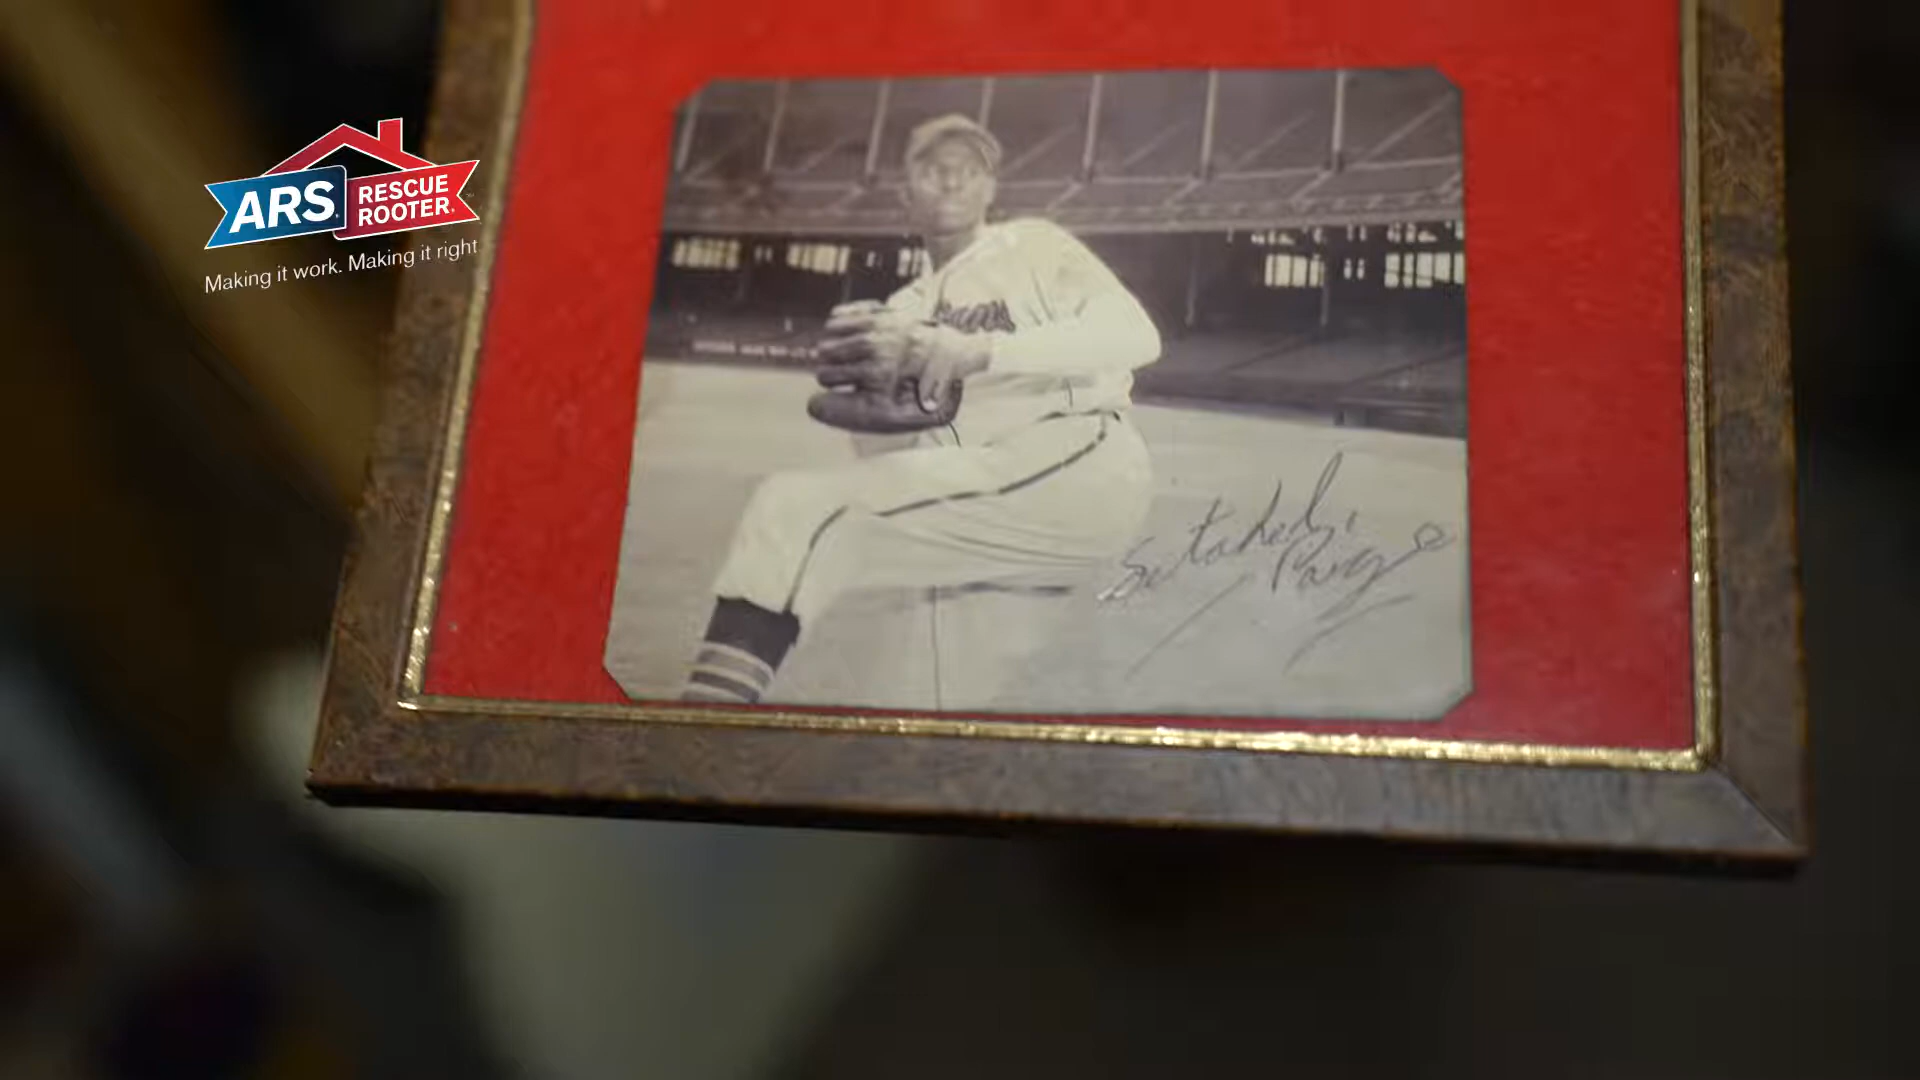 ARS
RESCUE
ROOTER
Making it work. Making it right
Satchel
Paige